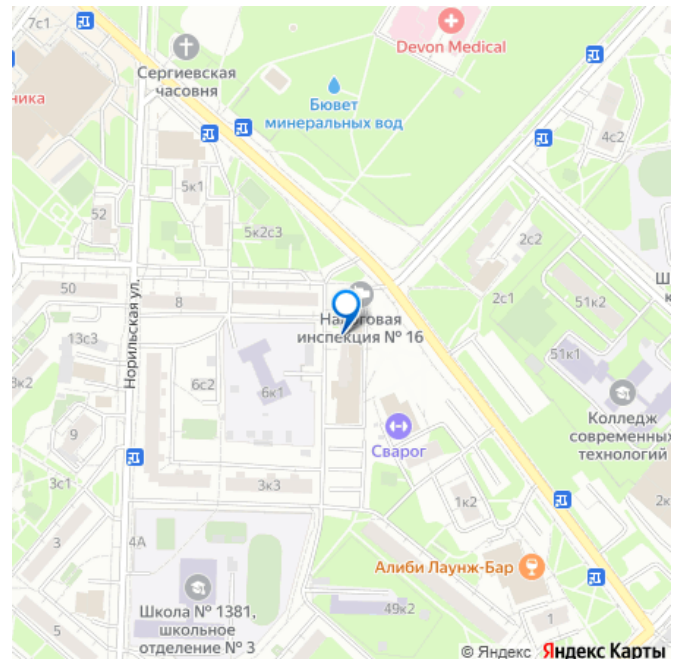 7с1
Devon Medical
Сергиевская
часовня
ника
Бювет
минеральных вод
4с2
5к1
52
5к2с3
2с2
50
8
2с1
51к2
Ш
к
Норильская ул.
Налоговая
инспекция № 16
13с3
3к2
6с2
6к1
51к1
Колледж
современных
технологий
9
Сварог
3с1
3к3
1к2
2к
3
4А
Алиби Лаунж-Бар
Школа № 1381,
школьное
отделение № 3
49к2
5
1
© Яндекс Яндекс Карты